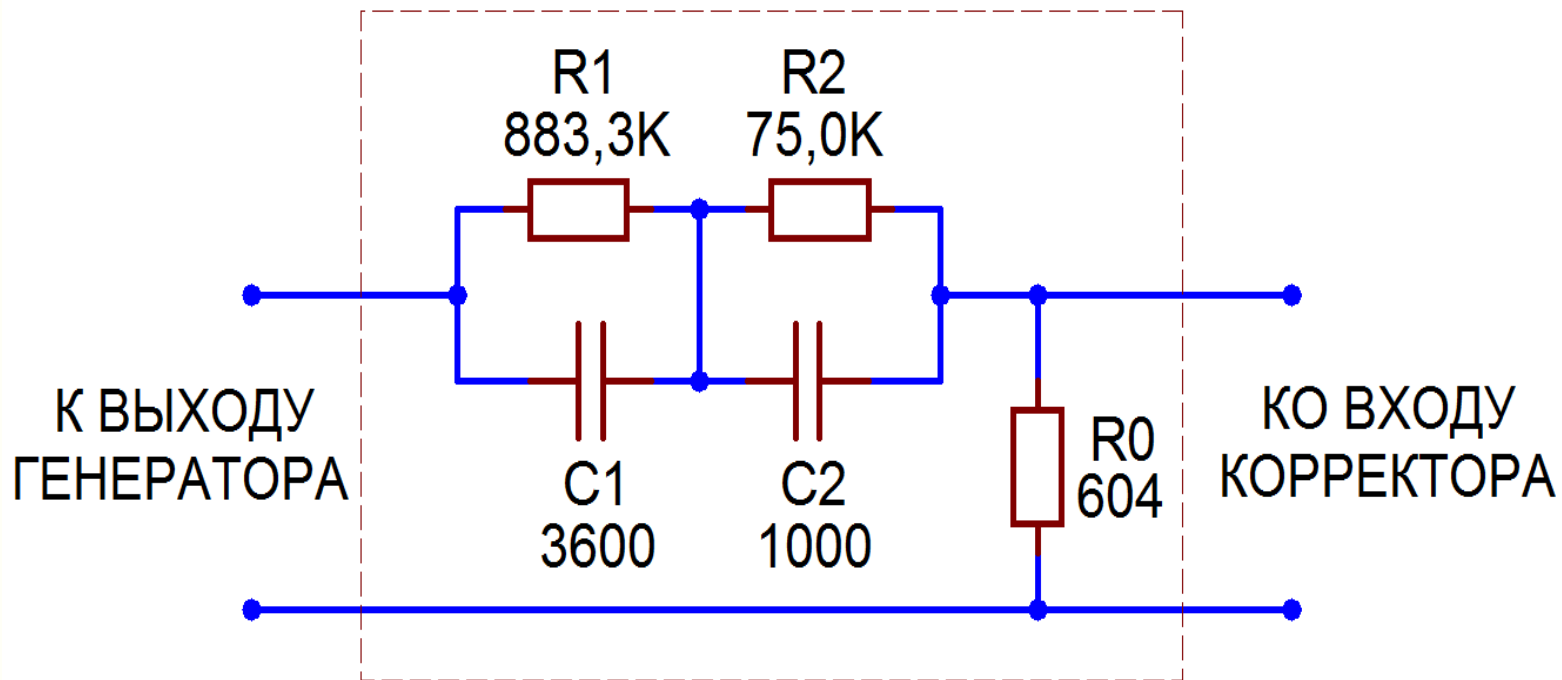 R1
883,3K
R2
75,0K
К ВЫХОДУ
ГЕНЕРАТОРА
C1
3600
C2
1000
R0
604
КО ВХОДУ
КОРРЕКТОРА